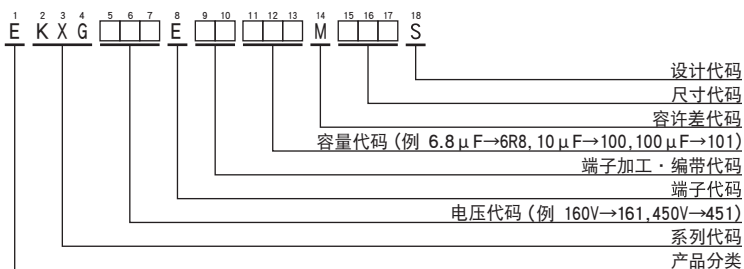 1 2 3 4 5 6 7 8 9 10 11 12 13 14 15 16 17 18
E K X G □□□ E □□ □□□ M □□□ S
设计代码
尺寸代码
容许差代码
容量代码 (例 6.8μF→6R8, 10μF→100, 100μF→101)
端子加工・编带代码
端子代码
电压代码 (例 160V→161, 450V→451)
系列代码
产品分类